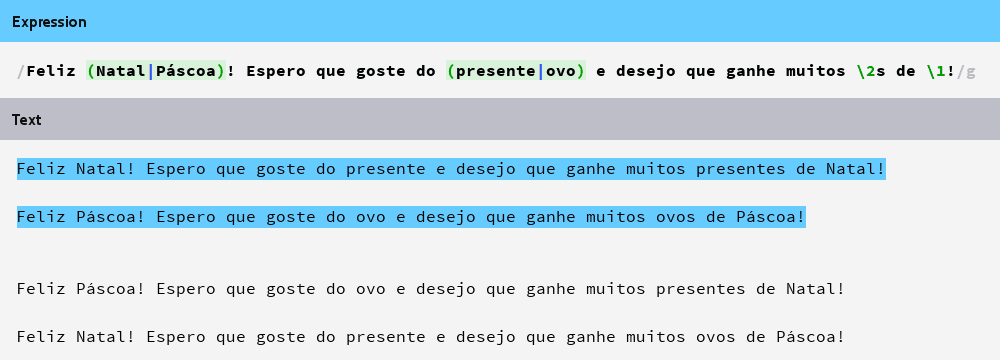 Expression
/Feliz (Natal|Páscoa)! Espero que goste do (presente|ovo) e desejo que ganhe muitos \2s de \1!/g
Text
Feliz Natal! Espero que goste do presente e desejo que ganhe muitos presentes de Natal!
Feliz Páscoa! Espero que goste do ovo e desejo que ganhe muitos ovos de Páscoa!
Feliz Páscoa! Espero que goste do ovo e desejo que ganhe muitos presentes de Natal!
Feliz Natal! Espero que goste do presente e desejo que ganhe muitos ovos de Páscoa!